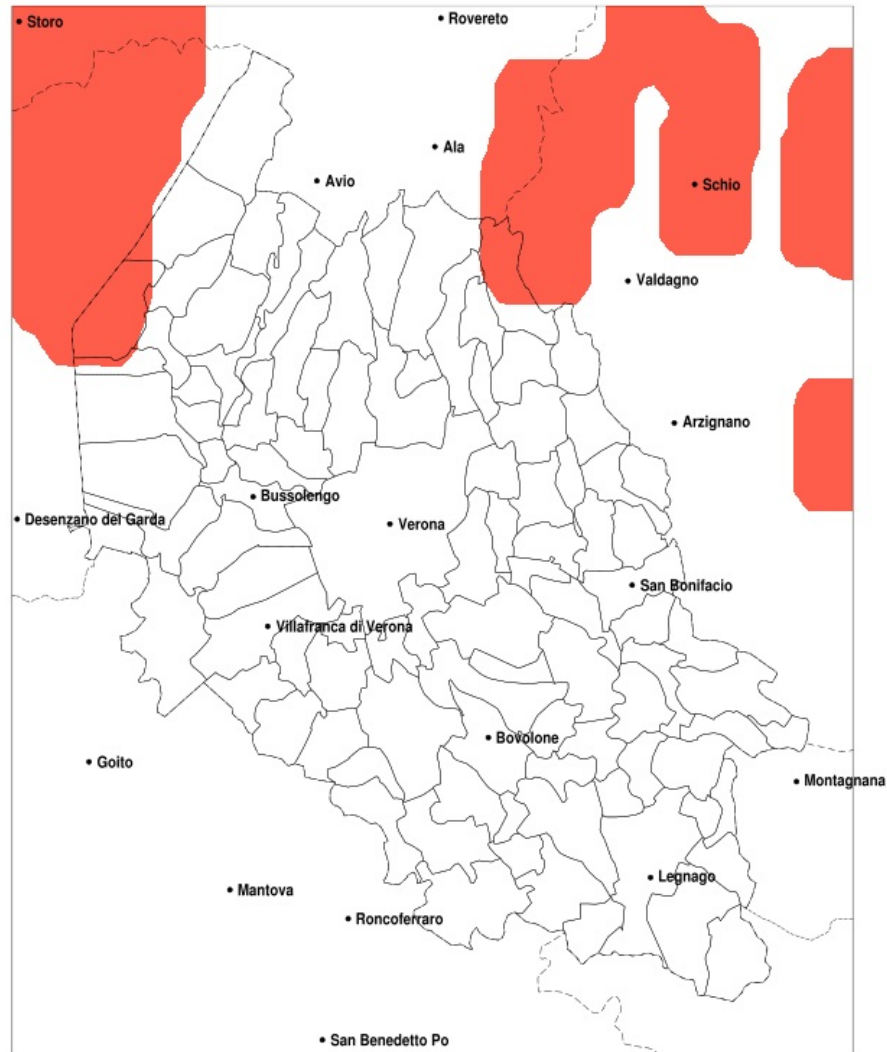 Storo
Rovereto
Ala
Avio
Schio
Valdagno
Arzignano
Bussolengo
Desenzano del Garda
Verona
San Bonifacio
Villafranca di Verona
Bovolone
Goito
Montagnana
Legnago
Mantova
Roncoferraro
San Benedetto Po